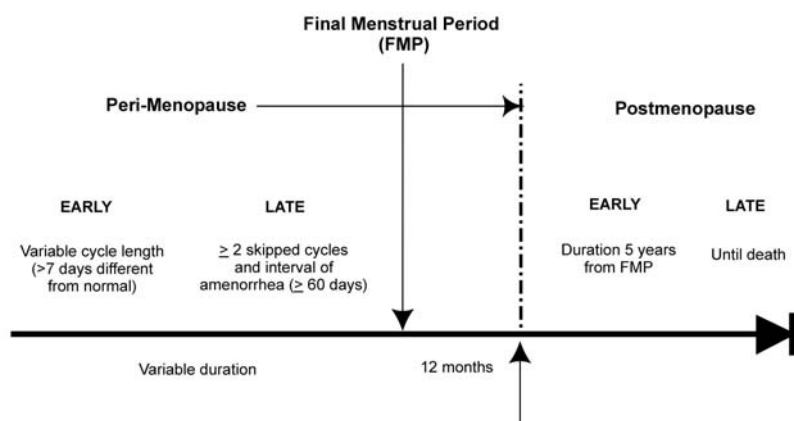 Final Menstrual Period
(FMP)
Peri-Menopause
Postmenopause
EARLY
Variable cycle length
(>7 days different
from normal)
LATE
≥ 2 skipped cycles
and interval of
amenorrhea (≥ 60 days)
EARLY
Duration 5 years
from FMP
LATE
Until death
Variable duration
12 months